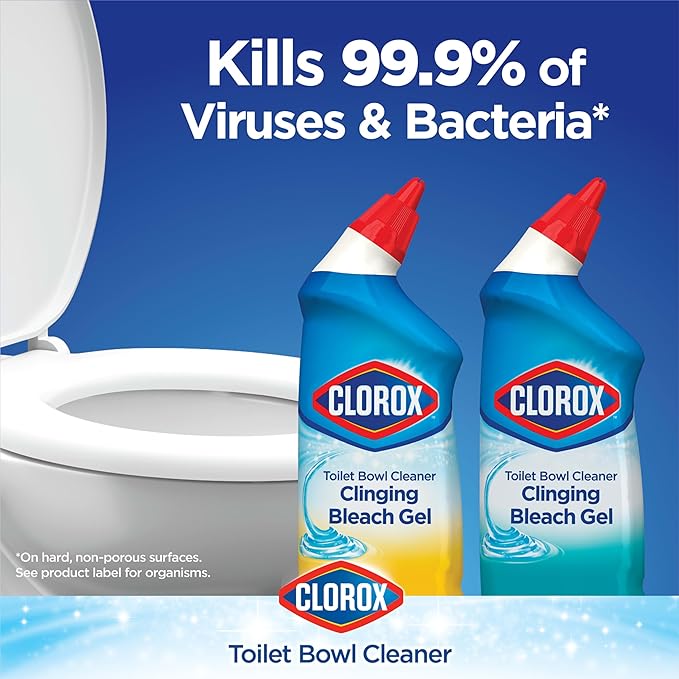 Kills 99.9% of
Viruses & Bacteria*
CLOROX
Toilet Bowl Cleaner
Clinging
Bleach Gel
CLOROX
Toilet Bowl Cleaner
Clinging
Bleach Gel
*On hard, non-porous surfaces.
See product label for organisms.
CLOROX
Toilet Bowl Cleaner